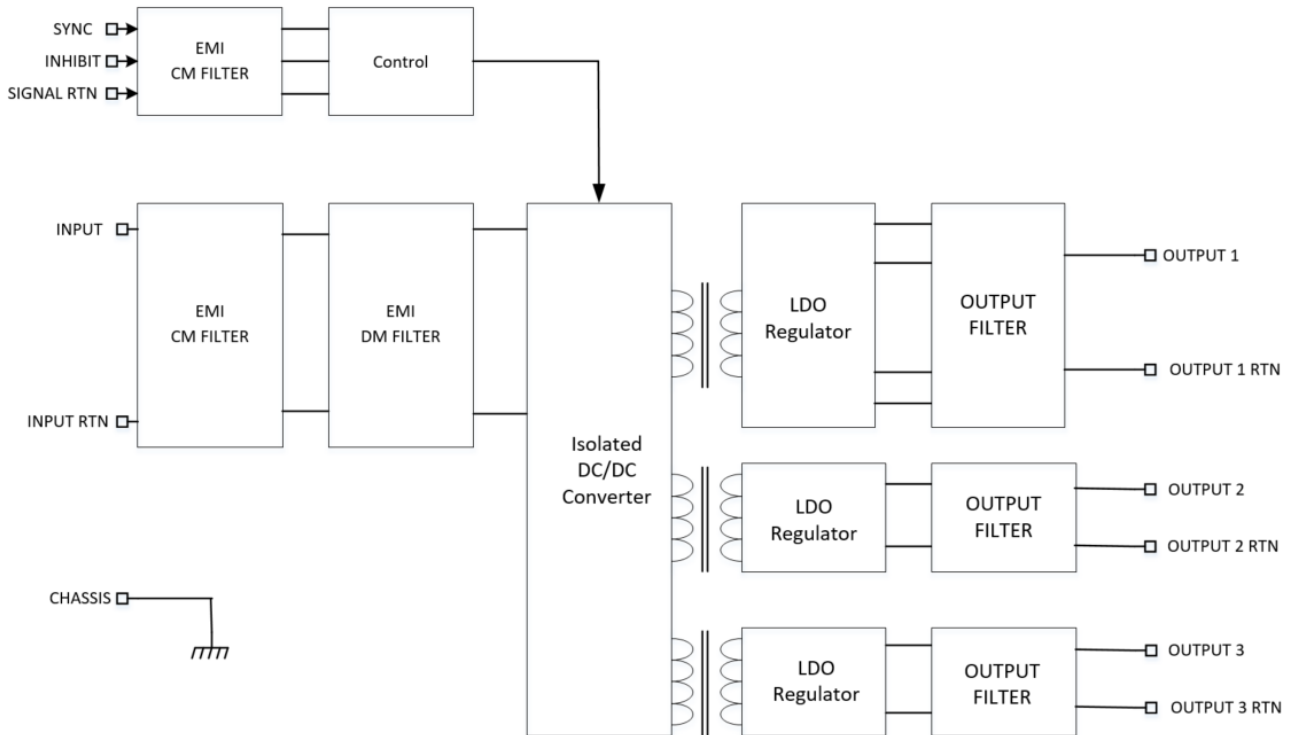 SYNC
INHIBIT
SIGNAL RTN
EMI
CM FILTER
Control
INPUT
INPUT RTN
EMI
CM FILTER
EMI
DM FILTER
Isolated
DC/DC
Converter
LDO
Regulator
OUTPUT
FILTER
OUTPUT 1
OUTPUT 1 RTN
LDO
Regulator
OUTPUT
FILTER
OUTPUT 2
OUTPUT 2 RTN
CHASSIS
LDO
Regulator
OUTPUT
FILTER
OUTPUT 3
OUTPUT 3 RTN